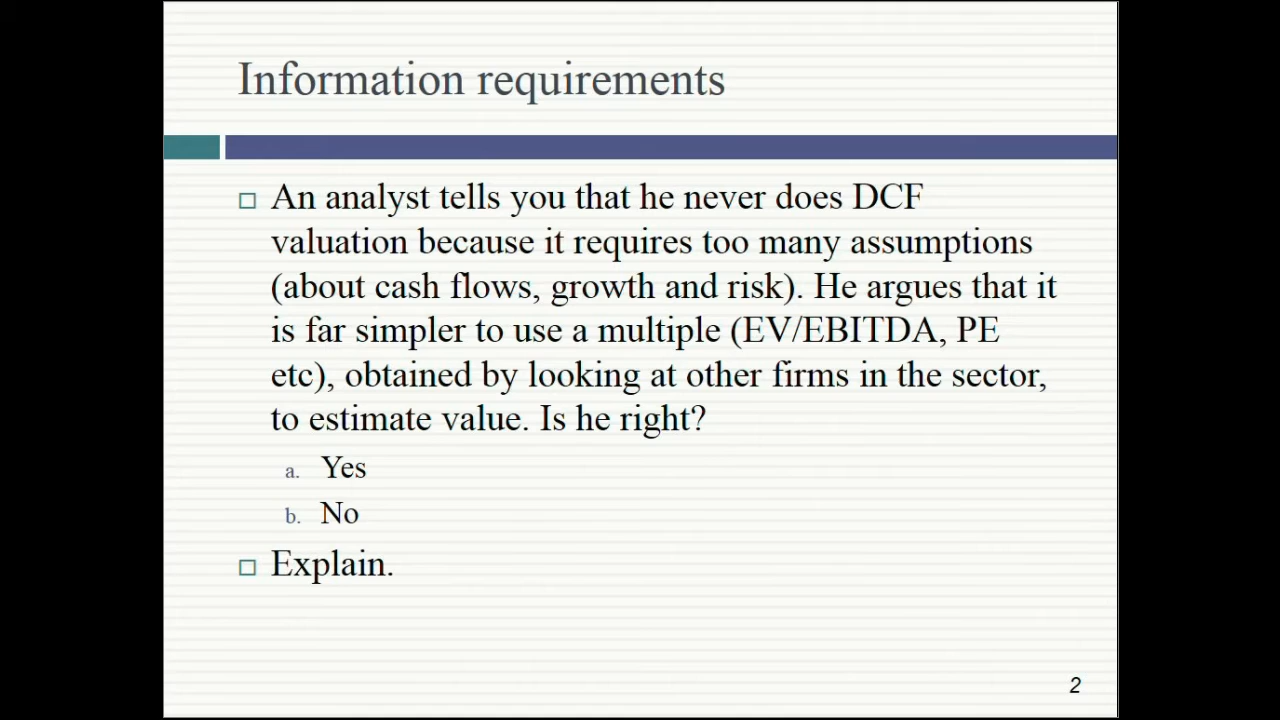 Information requirements
An analyst tells you that he never does DCF
valuation because it requires too many assumptions
(about cash flows, growth and risk). He argues that it
is far simpler to use a multiple (EV/EBITDA, PE
etc), obtained by looking at other firms in the sector,
to estimate value. Is he right?
a. Yes
b. No
Explain.
2